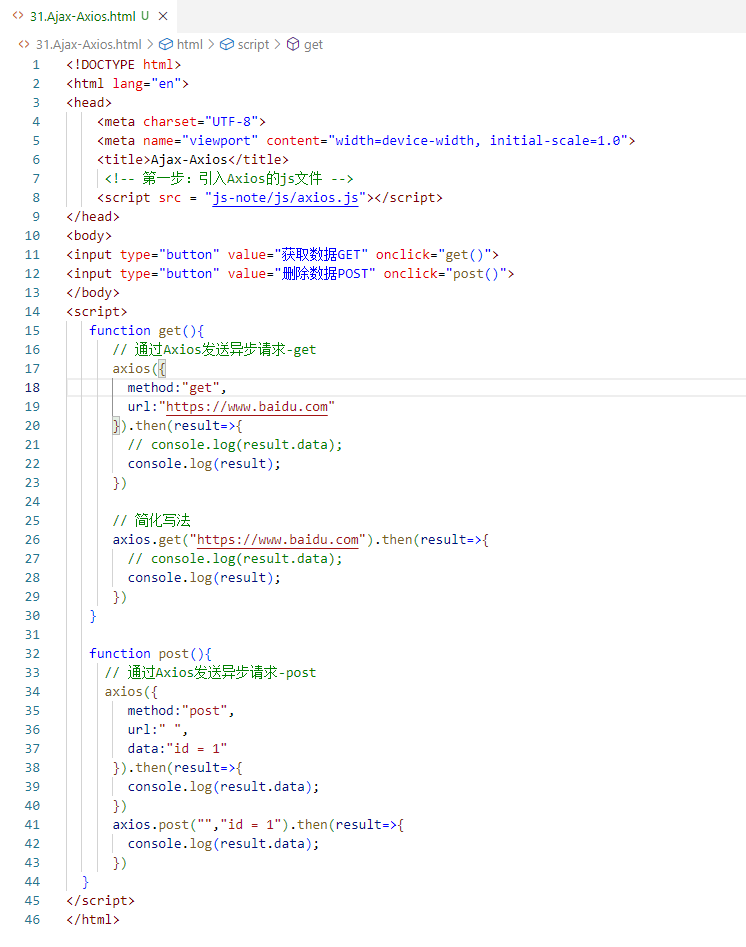 31.Ajax-Axios.html U
31.Ajax-Axios.html > html > script > get
1 <!DOCTYPE html>
2 <html lang="en">
3 <head>
4 <meta charset="UTF-8">
5 <meta name="viewport" content="width=device-width, initial-scale=1.0">
6 <title>Ajax-Axios</title>
7 <!-- 第一步：引入Axios的js文件 -->
8 <script src = "js-note/js/axios.js"></script>
9 </head>
10 <body>
11 <input type="button" value="获取数据GET" onclick="get()">
12 <input type="button" value="删除数据POST" onclick="post()">
13 </body>
14 <script>
15 function get(){
16 // 通过Axios发送异步请求-get
17 axios({
18 method:"get",
19 url:"https://www.baidu.com"
20 }).then(result=>{
21 // console.log(result.data);
22 console.log(result);
23 })
24
25 // 简化写法
26 axios.get("https://www.baidu.com").then(result=>{
27 // console.log(result.data);
28 console.log(result);
29 })
30 }
31
32 function post(){
33 // 通过Axios发送异步请求-post
34 axios({
35 method:"post",
36 url:" ",
37 data:"id = 1"
38 }).then(result=>{
39 console.log(result.data);
40 })
41 axios.post("","id = 1").then(result=>{
42 console.log(result.data);
43 })
44 }
45 </script>
46 </html>